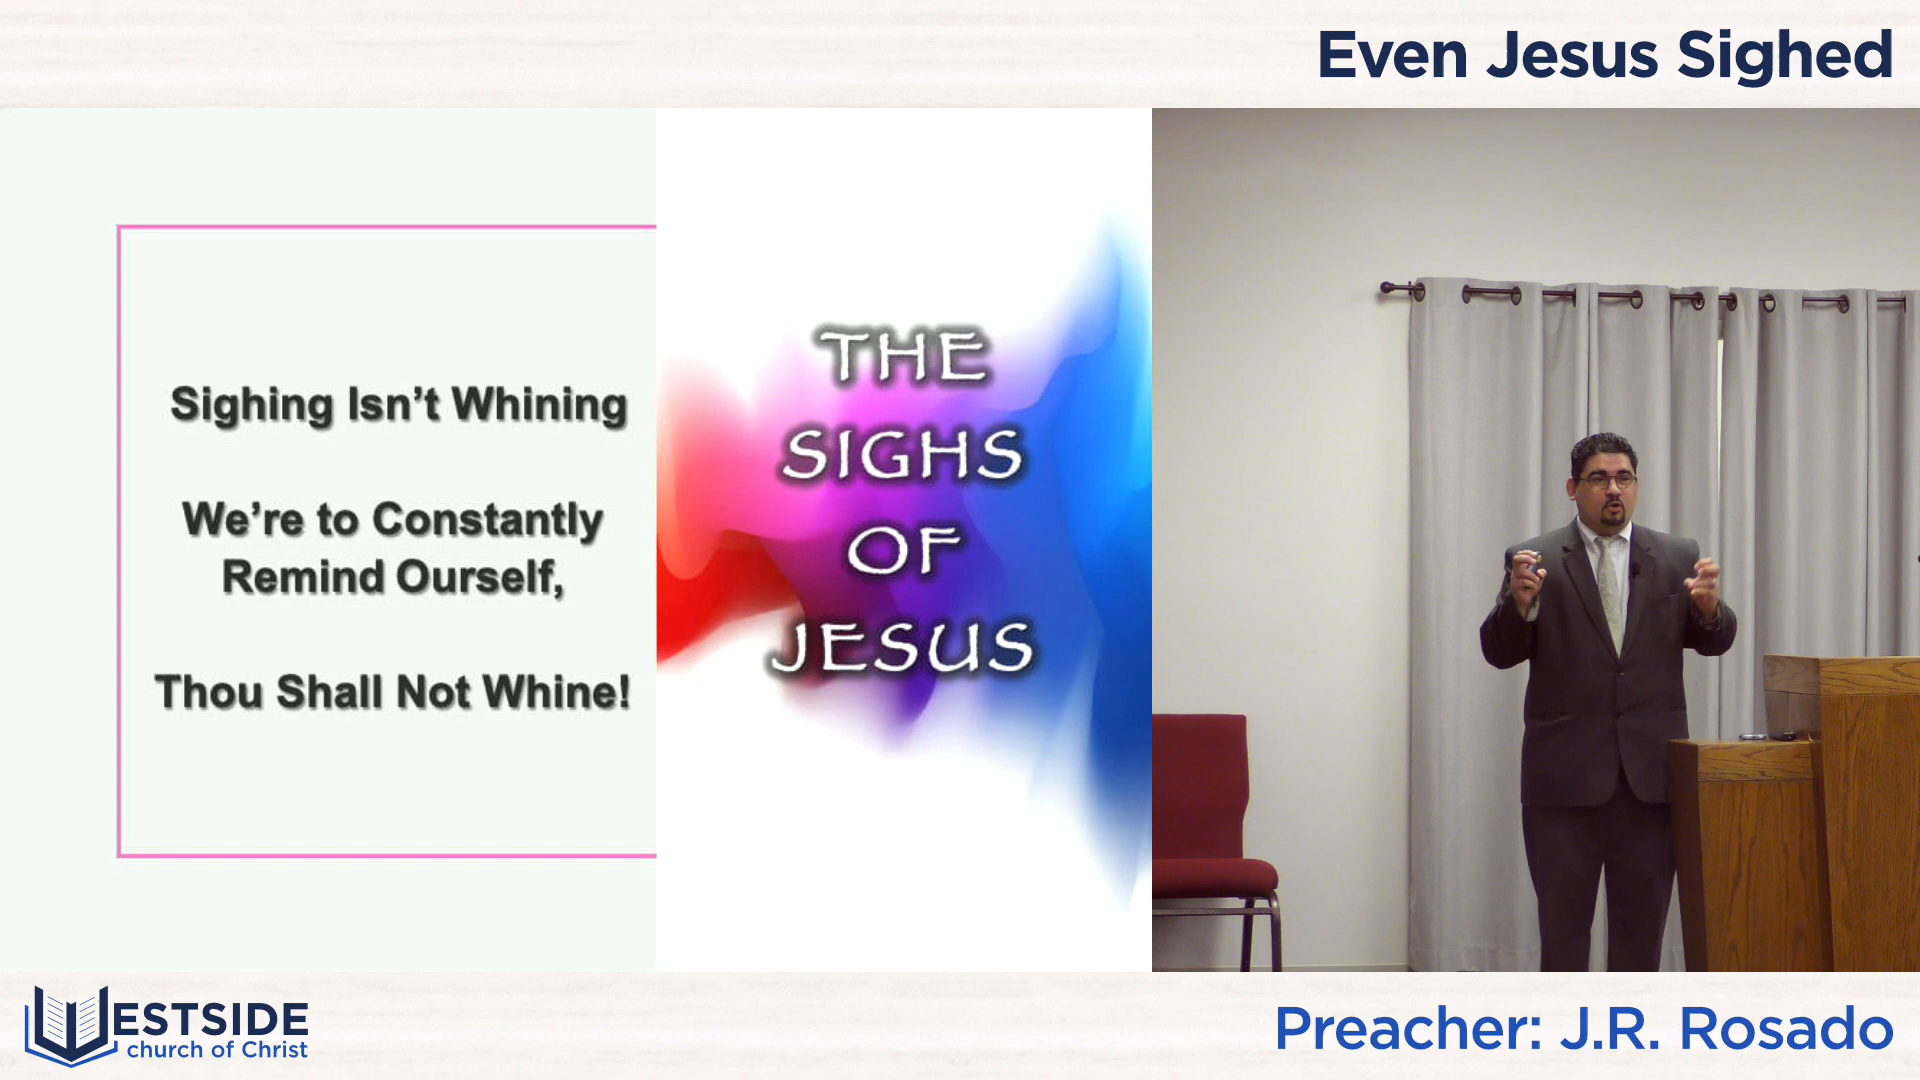 Even Jesus Sighed
Sighing Isn’t Whining
We’re to Constantly
Remind Ourself,
Thou Shall Not Whine!
THE
SIGHS
OF
JESUS
WESTSIDE
church of Christ
Preacher: J.R. Rosado